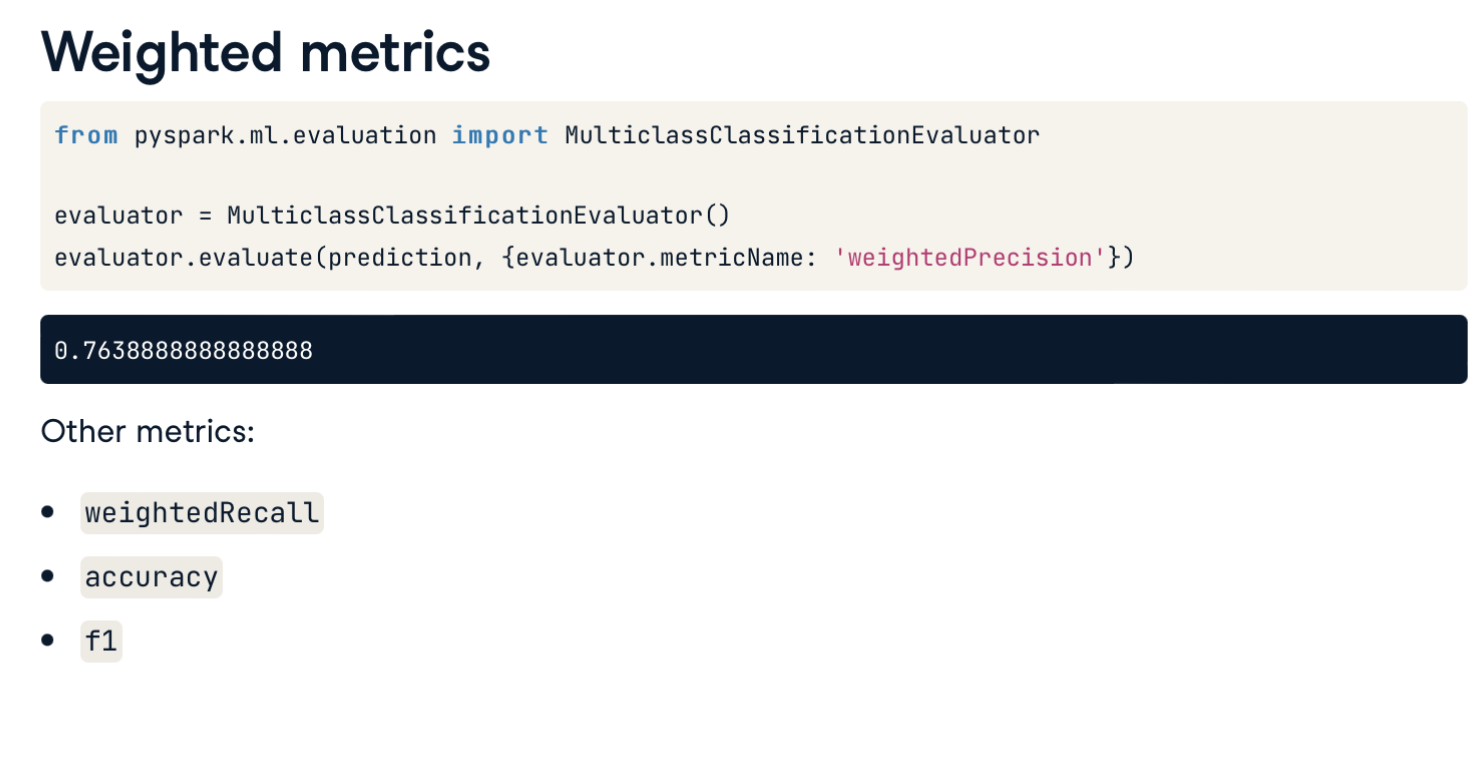 Weighted metrics
from pyspark.ml.evaluation import MulticlassClassificationEvaluator
evaluator = MulticlassClassificationEvaluator()
evaluator.evaluate(prediction, {evaluator.metricName: 'weightedPrecision'})
0.7638888888888888
Other metrics:
• weightedRecall
• accuracy
• f1